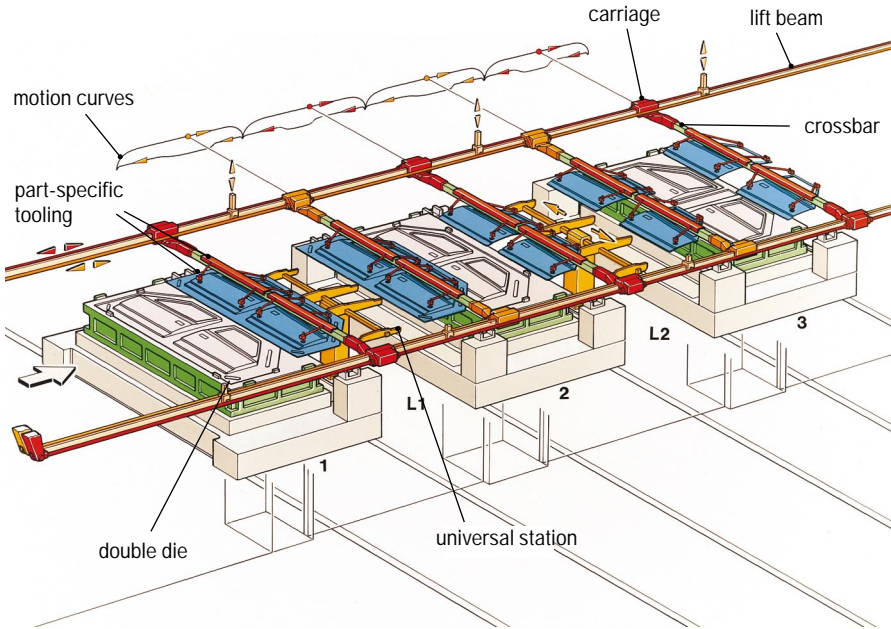 carriage
lift beam
motion curves
crossbar
part-specific
tooling
L2
3
L1
2
1
double die
universal station